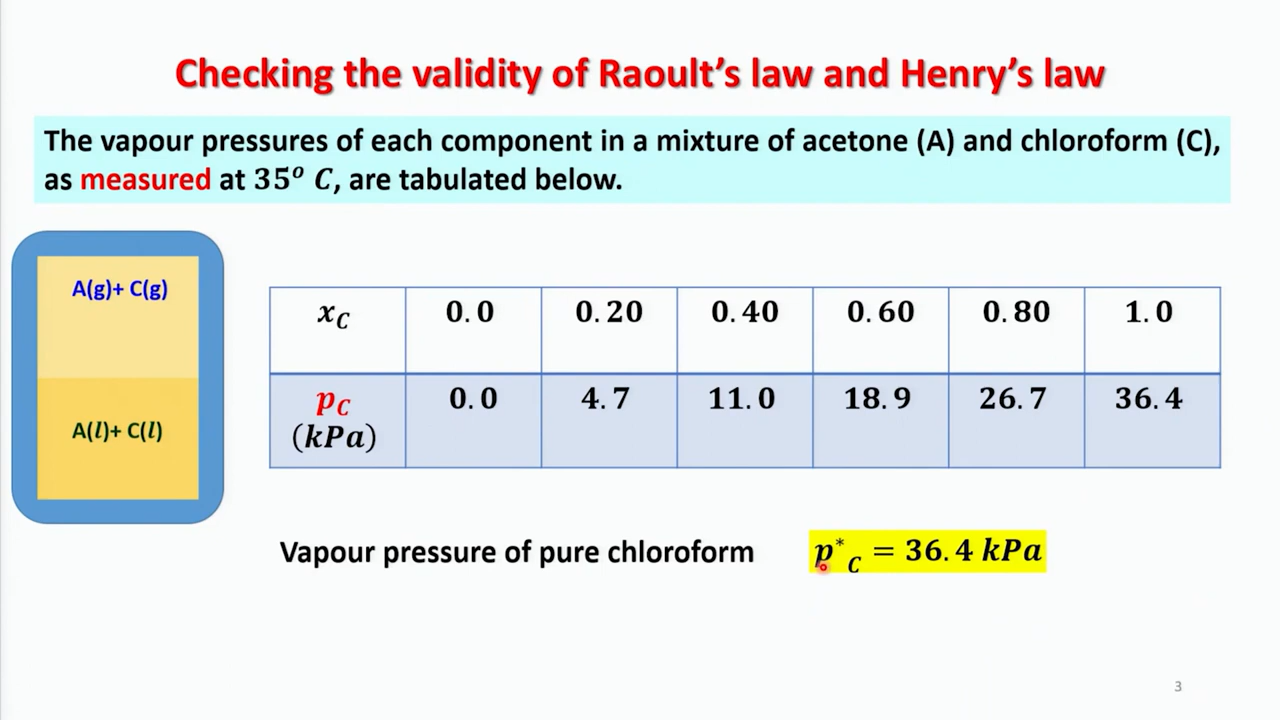 Checking the validity of Raoult's law and Henry's law
The vapour pressures of each component in a mixture of acetone (A) and chloroform (C),
as measured at 35° C, are tabulated below.
A(g)+ C(g)
A(l)+ C(l)
x_C 0.0 0.20 0.40 0.60 0.80 1.0
p_C (kPa) 0.0 4.7 11.0 18.9 26.7 36.4
Vapour pressure of pure chloroform p*_C = 36.4 kPa
3